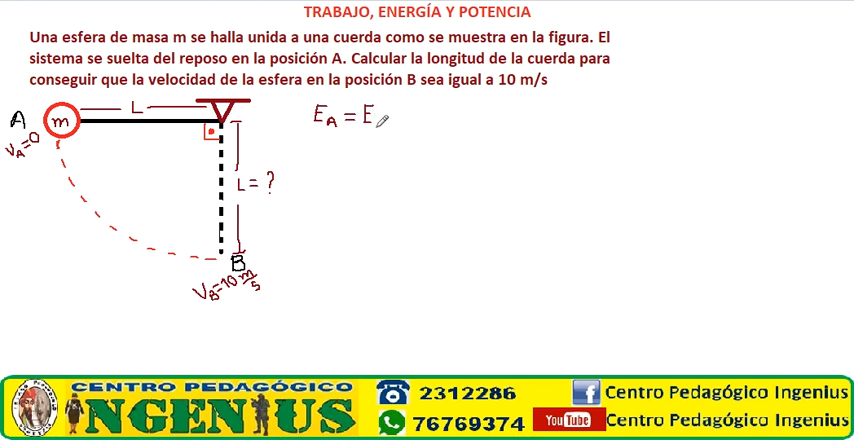 TRABAJO, ENERGÍA Y POTENCIA
Una esfera de masa m se halla unida a una cuerda como se muestra en la figura. El
sistema se suelta del reposo en la posición A. Calcular la longitud de la cuerda para
conseguir que la velocidad de la esfera en la posición B sea igual a 10 m/s
L
A
m
E_A = E
V_A=0
L = ?
B
V_B=10 m/s
CENTRO PEDAGÓGICO
INGENIUS
2312286
76769374
f Centro Pedagógico Ingenius
YouTube Centro Pedagógico Ingenius